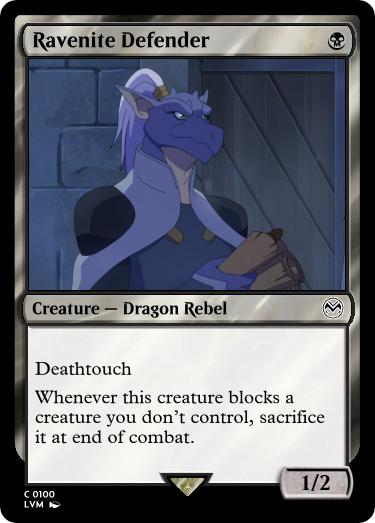 Ravenite Defender
Creature — Dragon Rebel
Deathtouch
Whenever this creature blocks a
creature you don't control, sacrifice
it at end of combat.
1/2
C 0100
LVM